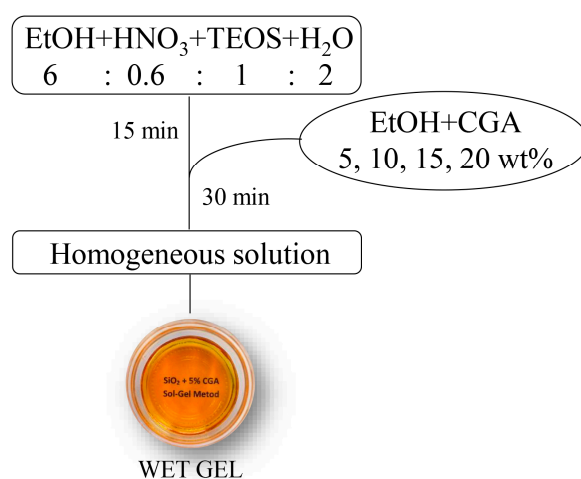 EtOH+HNO₃+TEOS+H₂O
6 : 0.6 : 1 : 2
15 min
EtOH+CGA
5, 10, 15, 20 wt%
30 min
Homogeneous solution
SiO₂ + 5% CGA
Sol-Gel Metod
WET GEL